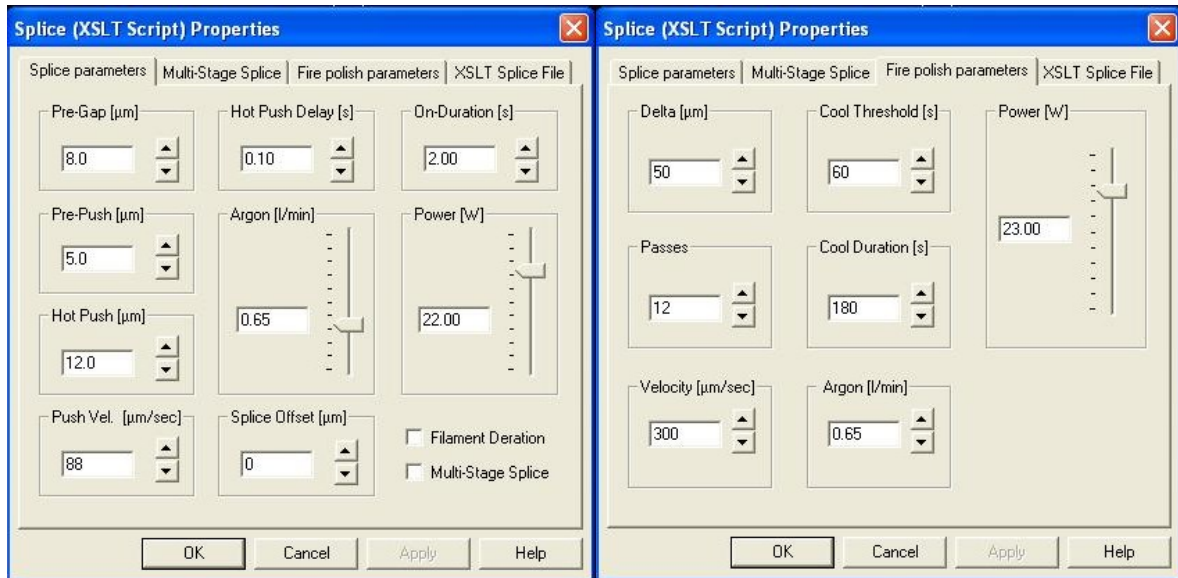 Splice (XSLT Script) Properties
Splice parameters Multi-Stage Splice Fire polish parameters XSLT Splice File
Pre-Gap [µm] Hot Push Delay [s] On-Duration [s]
8.0 0.10 2.00
Pre-Push [µm] Argon [l/min] Power [W]
5.0
Hot Push [µm]
0.65 22.00
12.0
Push Vel. [µm/sec] Splice Offset [µm]
Filament Deration
88 0
Multi-Stage Splice
OK Cancel Apply Help
Splice (XSLT Script) Properties
Splice parameters Multi-Stage Splice Fire polish parameters XSLT Splice File
Delta [µm] Cool Threshold [s] Power [W]
50 60
23.00
Passes Cool Duration [s]
12 180
Velocity [µm/sec] Argon [l/min]
300 0.65
OK Cancel Apply Help